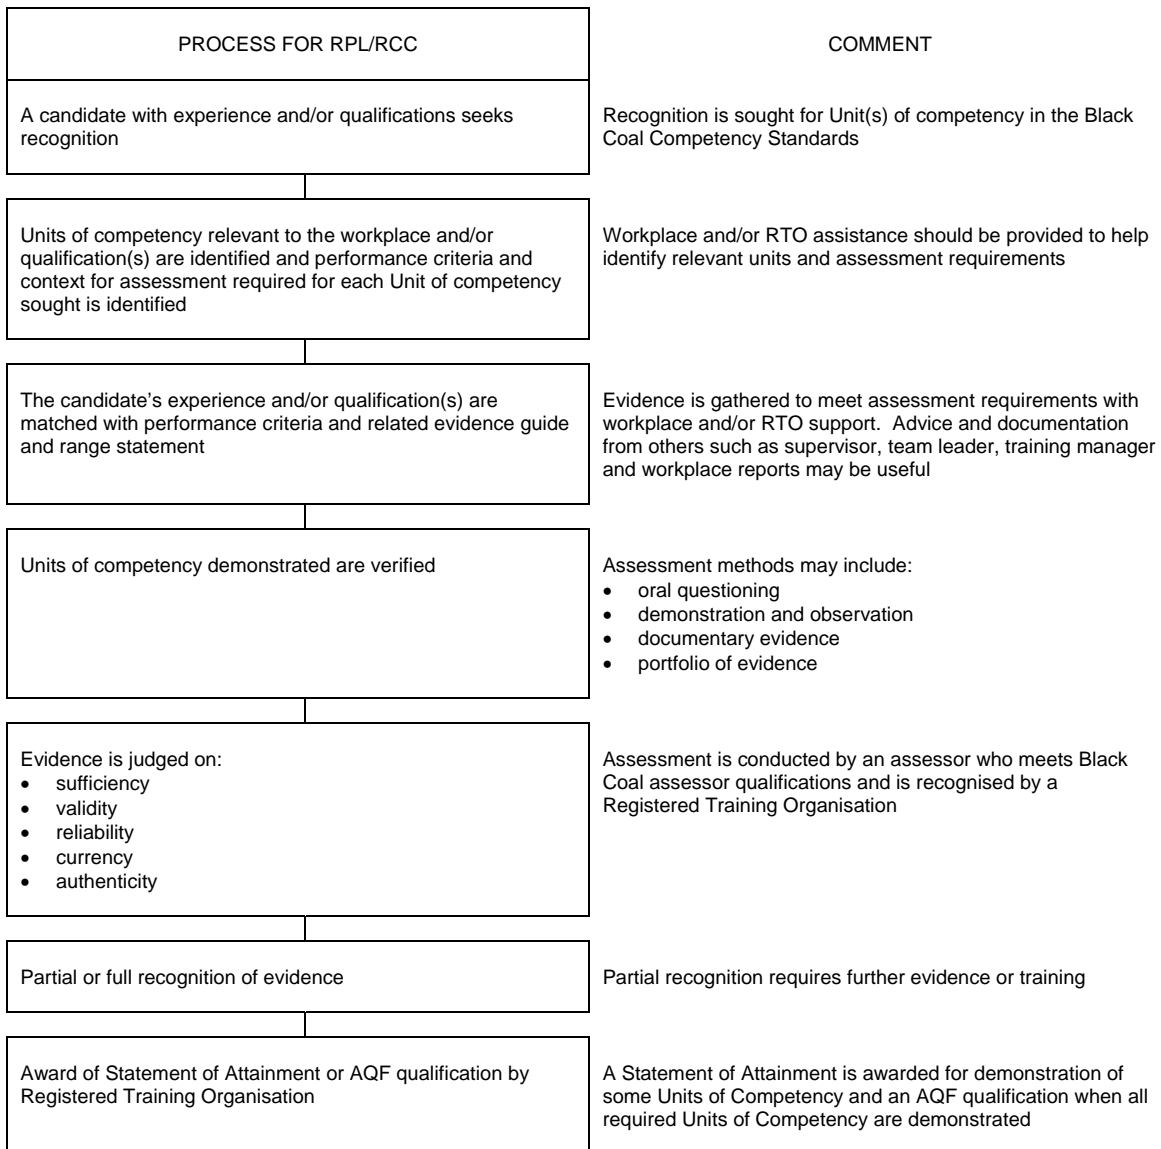 PROCESS FOR RPL/RCC
COMMENT
A candidate with experience and/or qualifications seeks
recognition
Recognition is sought for Unit(s) of competency in the Black
Coal Competency Standards
Units of competency relevant to the workplace and/or
qualification(s) are identified and performance criteria and
context for assessment required for each Unit of competency
sought is identified
Workplace and/or RTO assistance should be provided to help
identify relevant units and assessment requirements
The candidate's experience and/or qualification(s) are
matched with performance criteria and related evidence guide
and range statement
Evidence is gathered to meet assessment requirements with
workplace and/or RTO support.  Advice and documentation
from others such as supervisor, team leader, training manager
and workplace reports may be useful
Units of competency demonstrated are verified
Assessment methods may include:
• oral questioning
• demonstration and observation
• documentary evidence
• portfolio of evidence
Evidence is judged on:
• sufficiency
• validity
• reliability
• currency
• authenticity
Assessment is conducted by an assessor who meets Black
Coal assessor qualifications and is recognised by a
Registered Training Organisation
Partial or full recognition of evidence
Partial recognition requires further evidence or training
Award of Statement of Attainment or AQF qualification by
Registered Training Organisation
A Statement of Attainment is awarded for demonstration of
some Units of Competency and an AQF qualification when all
required Units of Competency are demonstrated